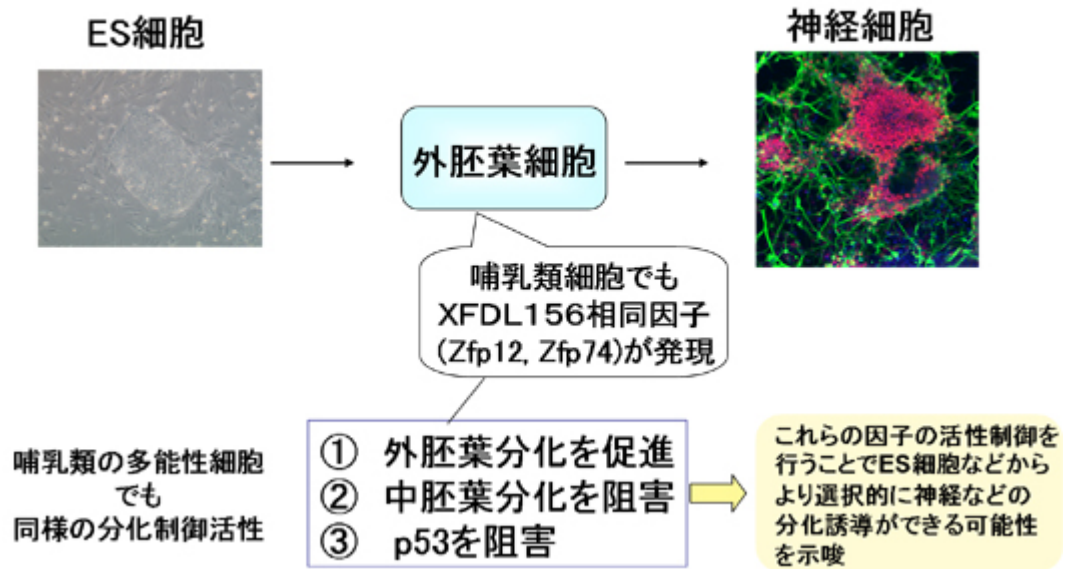 ES細胞
神経細胞
外胚葉細胞
哺乳類細胞でも
XFDL156相同因子
(Zfp12, Zfp74)が発現
哺乳類の多能性細胞
でも
同様の分化制御活性
① 外胚葉分化を促進
② 中胚葉分化を阻害
③ p53を阻害
これらの因子の活性制御を
行うことでES細胞などから
より選択的に神経などの
分化誘導ができる可能性
を示唆